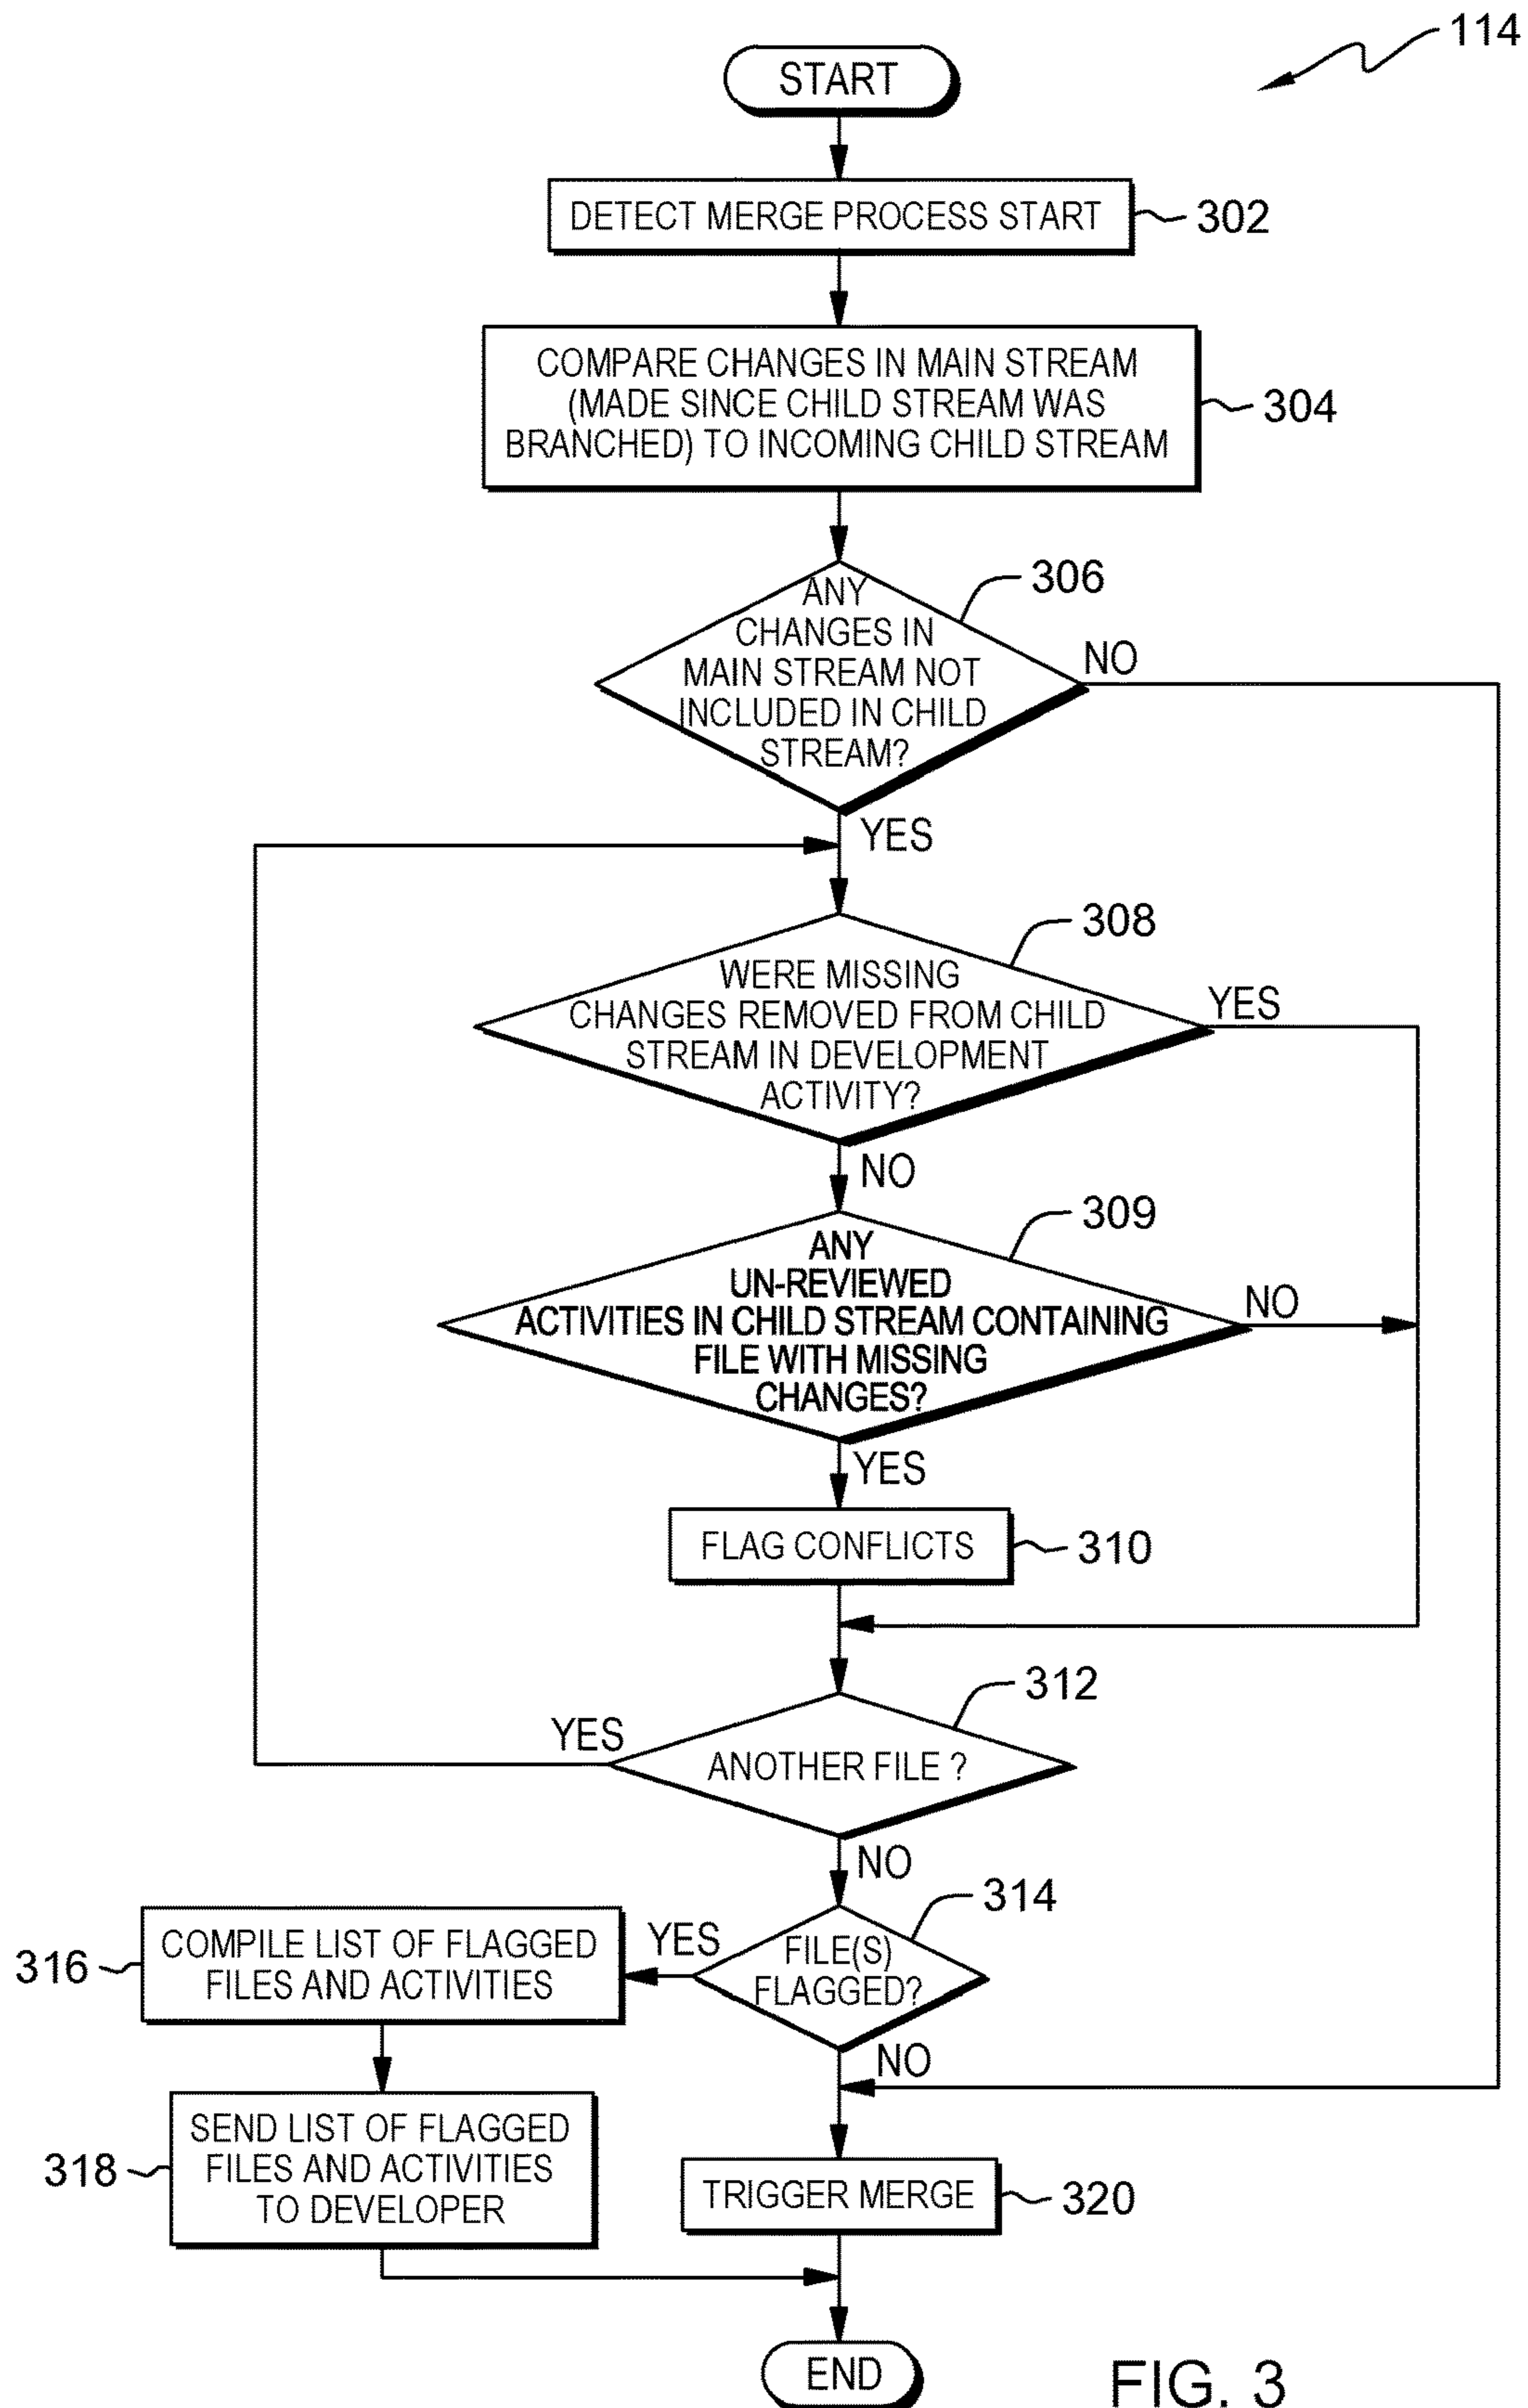 114
START
DETECT MERGE PROCESS START
302
COMPARE CHANGES IN MAIN STREAM
(MADE SINCE CHILD STREAM WAS
BRANCHED) TO INCOMING CHILD STREAM
304
306
ANY
CHANGES IN
MAIN STREAM NOT
INCLUDED IN CHILD
STREAM?
NO
YES
308
WERE MISSING
CHANGES REMOVED FROM CHILD
STREAM IN DEVELOPMENT
ACTIVITY?
YES
NO
309
ANY
UN-REVIEWED
ACTIVITIES IN CHILD STREAM CONTAINING
FILE WITH MISSING
CHANGES?
NO
YES
FLAG CONFLICTS
310
312
YES
ANOTHER FILE ?
NO
314
FILE(S)
FLAGGED?
YES
COMPILE LIST OF FLAGGED
FILES AND ACTIVITIES
316
NO
SEND LIST OF FLAGGED
FILES AND ACTIVITIES
TO DEVELOPER
318
TRIGGER MERGE
320
END
FIG. 3